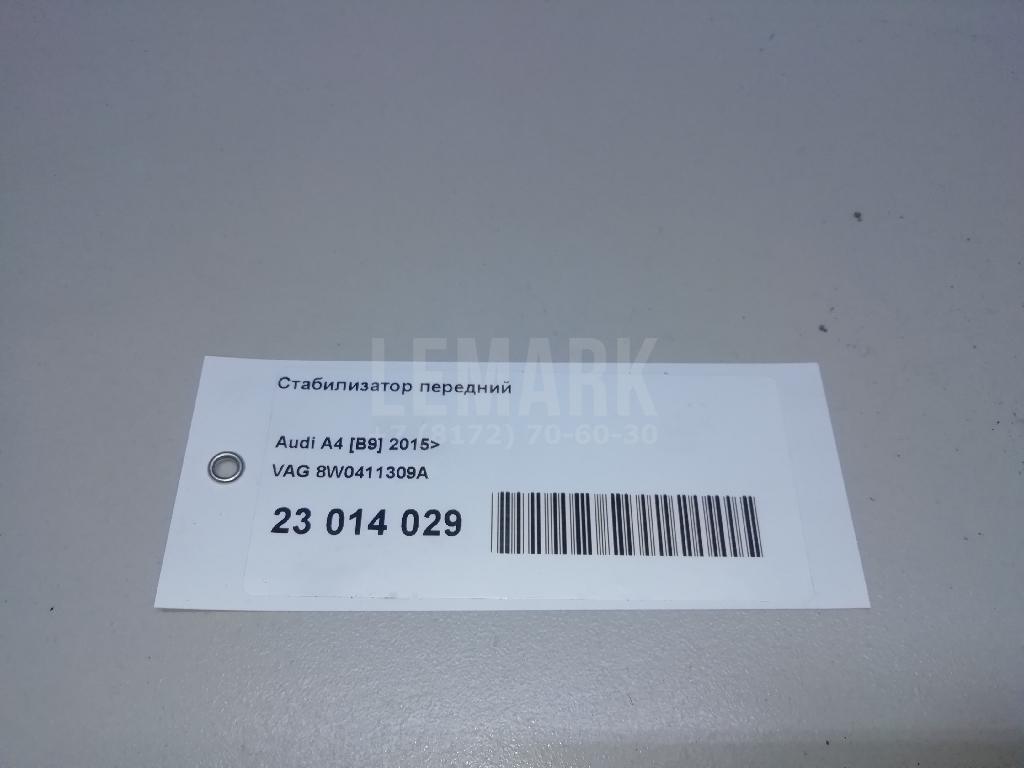 LEMARK
Стабилизатор передний
+7 (8172) 70-60-30
Audi A4 [B9] 2015>
VAG 8W0411309A
23 014 029